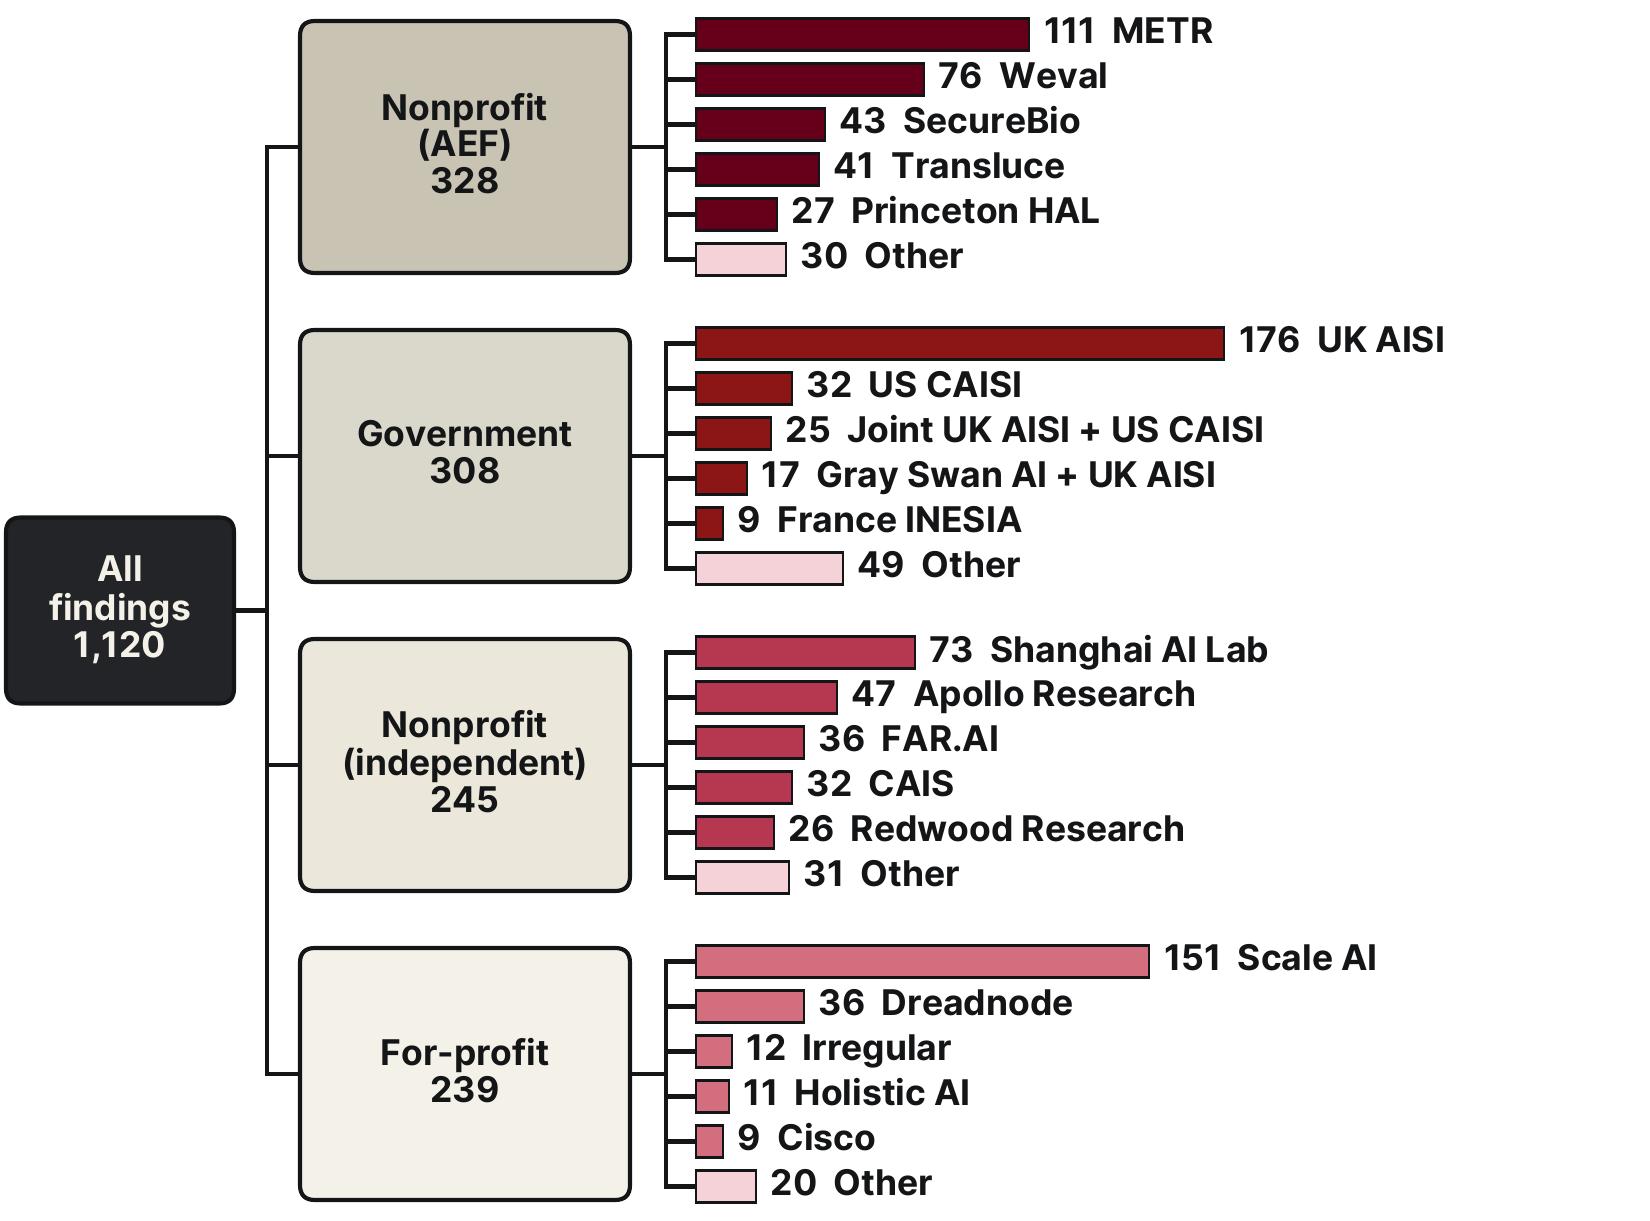 All
findings
1,120
Nonprofit
(AEF)
328
111 METR
76 Weval
43 SecureBio
41 Transluce
27 Princeton HAL
30 Other
Government
308
176 UK AISI
32 US CAISI
25 Joint UK AISI + US CAISI
17 Gray Swan AI + UK AISI
9 France INESIA
49 Other
Nonprofit
(independent)
245
73 Shanghai AI Lab
47 Apollo Research
36 FAR.AI
32 CAIS
26 Redwood Research
31 Other
For-profit
239
151 Scale AI
36 Dreadnode
12 Irregular
11 Holistic AI
9 Cisco
20 Other